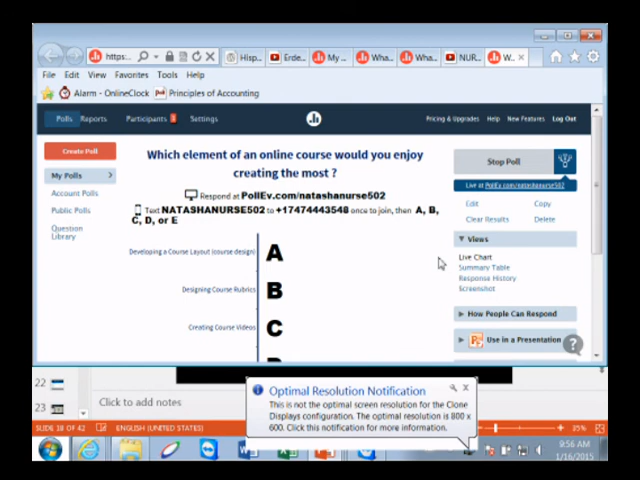 https:
Hisp...
Erde...
My ...
Wha...
Wha...
NUR...
W...
File Edit View Favorites Tools Help
Alarm - OnlineClock Principles of Accounting
Polls Reports Participants Settings Pricing & Upgrades Help New Features Log Out
Create Poll
My Polls
Account Polls
Public Polls
Question
Library
Which element of an online course would you enjoy
creating the most ?
Respond at PollEv.com/natashanurse502
Text NATASHANURSE502 to +17474443548 once to join, then A, B,
C, D, or E
Developing a Course Layout (course design) A
Designing Course Rubrics B
Creating Course Videos C
Stop Poll
Live at PollEv.com/natashanurse502
Edit Copy
Clear Results Delete
Views
Live Chart
Summary Table
Response History
Screenshot
How People Can Respond
Use in a Presentation
?
22
23
Click to add notes
Optimal Resolution Notification
This is not the optimal screen resolution for the Clone
Displays configuration. The optimal resolution is 800 x
600. Click this notification for more information.
SLIDE 38 OF 42 ENGLISH (UNITED STATES) 35%
9:56 AM
1/16/2015